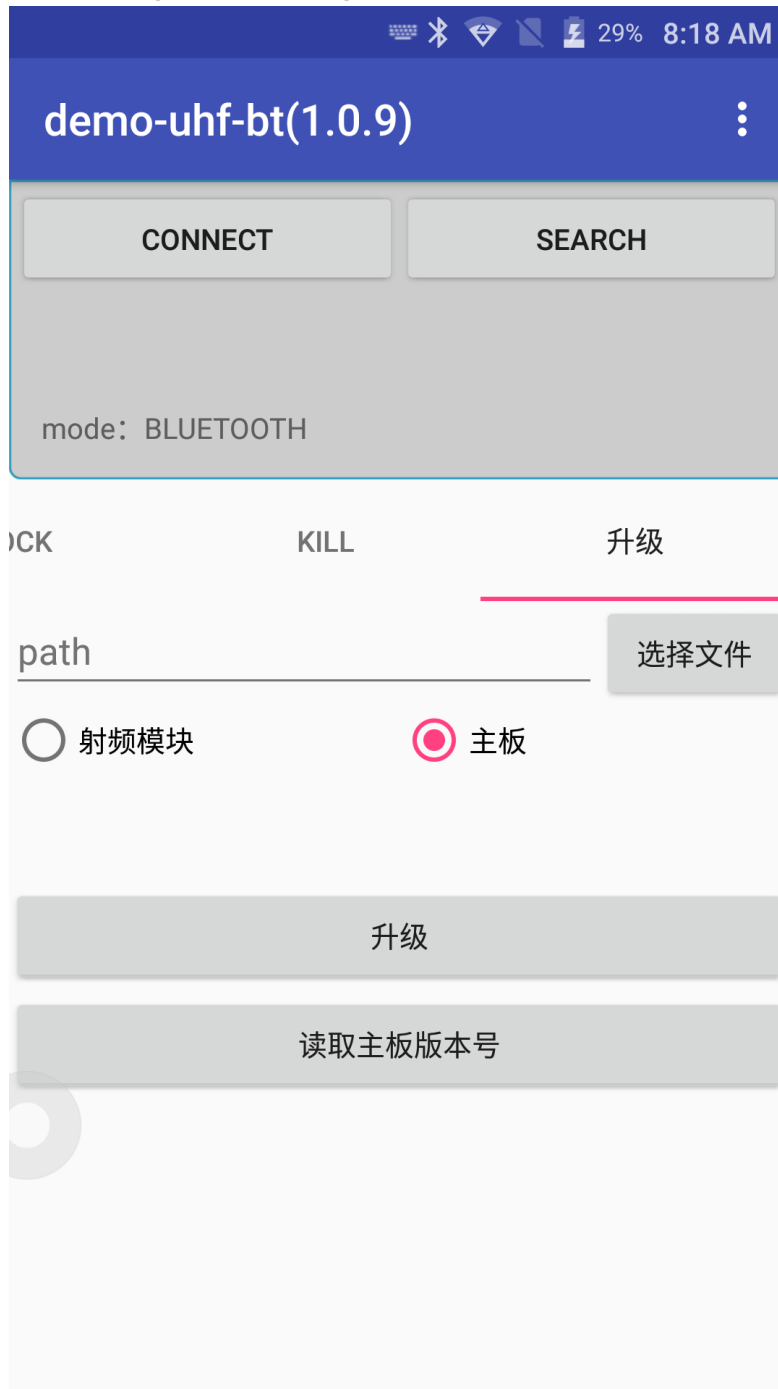 29% 8:18 AM
demo-uhf-bt(1.0.9)
CONNECT SEARCH
mode：BLUETOOTH
OCK KILL 升级
path 选择文件
射频模块 主板
升级
读取主板版本号